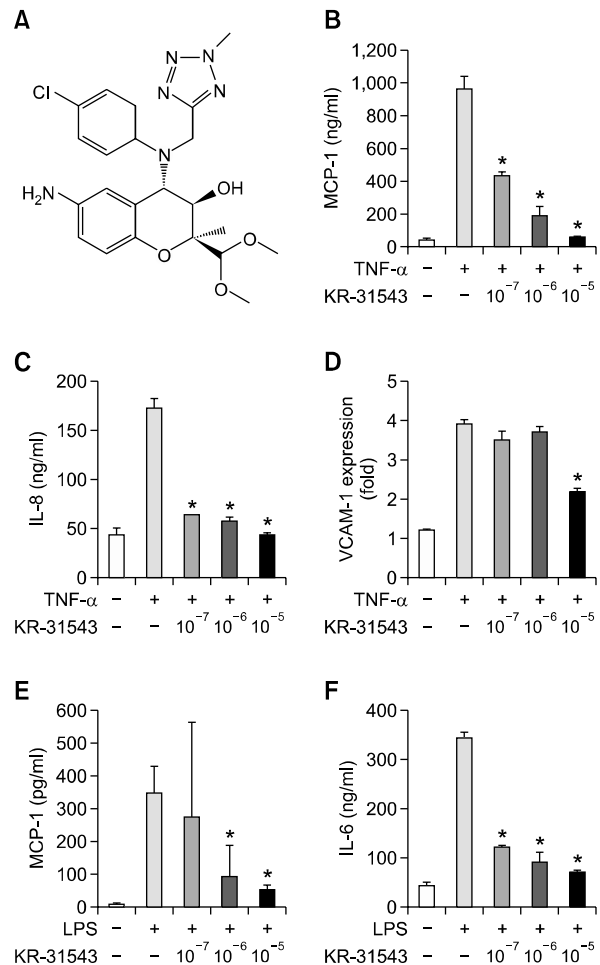 A
N
N
N
N
N
Cl
N
H₂N
OH
O
O
O
B
MCP-1 (ng/ml)
1,000
800
600
400
200
0
* * *
TNF-α – + + + +
KR-31543 – – 10⁻⁷ 10⁻⁶ 10⁻⁵
C
IL-8 (ng/ml)
200
150
100
50
0
* * *
TNF-α – + + + +
KR-31543 – – 10⁻⁷ 10⁻⁶ 10⁻⁵
D
VCAM-1 expression
(fold)
5
4
3
2
1
0
*
TNF-α – + + + +
KR-31543 – – 10⁻⁷ 10⁻⁶ 10⁻⁵
E
MCP-1 (pg/ml)
600
500
400
300
200
100
0
* *
LPS – + + + +
KR-31543 – – 10⁻⁷ 10⁻⁶ 10⁻⁵
F
IL-6 (ng/ml)
400
300
200
100
0
* * *
LPS – + + + +
KR-31543 – – 10⁻⁷ 10⁻⁶ 10⁻⁵